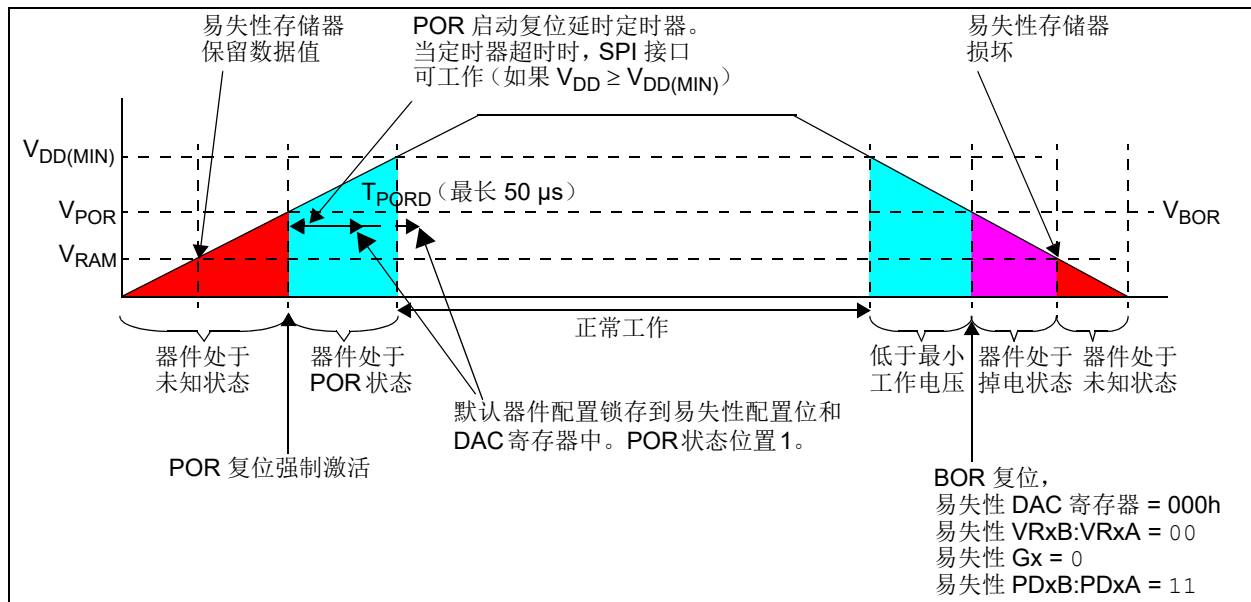 易失性存储器
保留数据值
POR 启动复位延时定时器。
当定时器超时时，SPI 接口
可工作（如果 VDD ≥ VDD(MIN)）
易失性存储器
损坏
VDD(MIN)
TPORD（最长 50 µs）
VPOR
VBOR
VRAM
正常工作
器件处于
未知状态
器件处于
POR 状态
低于最小
工作电压
器件处于
掉电状态
器件处于
未知状态
默认器件配置锁存到易失性配置位和
DAC 寄存器中。POR 状态位置 1。
POR 复位强制激活
BOR 复位，
易失性 DAC 寄存器 = 000h
易失性 VRxB:VRxA = 00
易失性 Gx = 0
易失性 PDxB:PDxA = 11